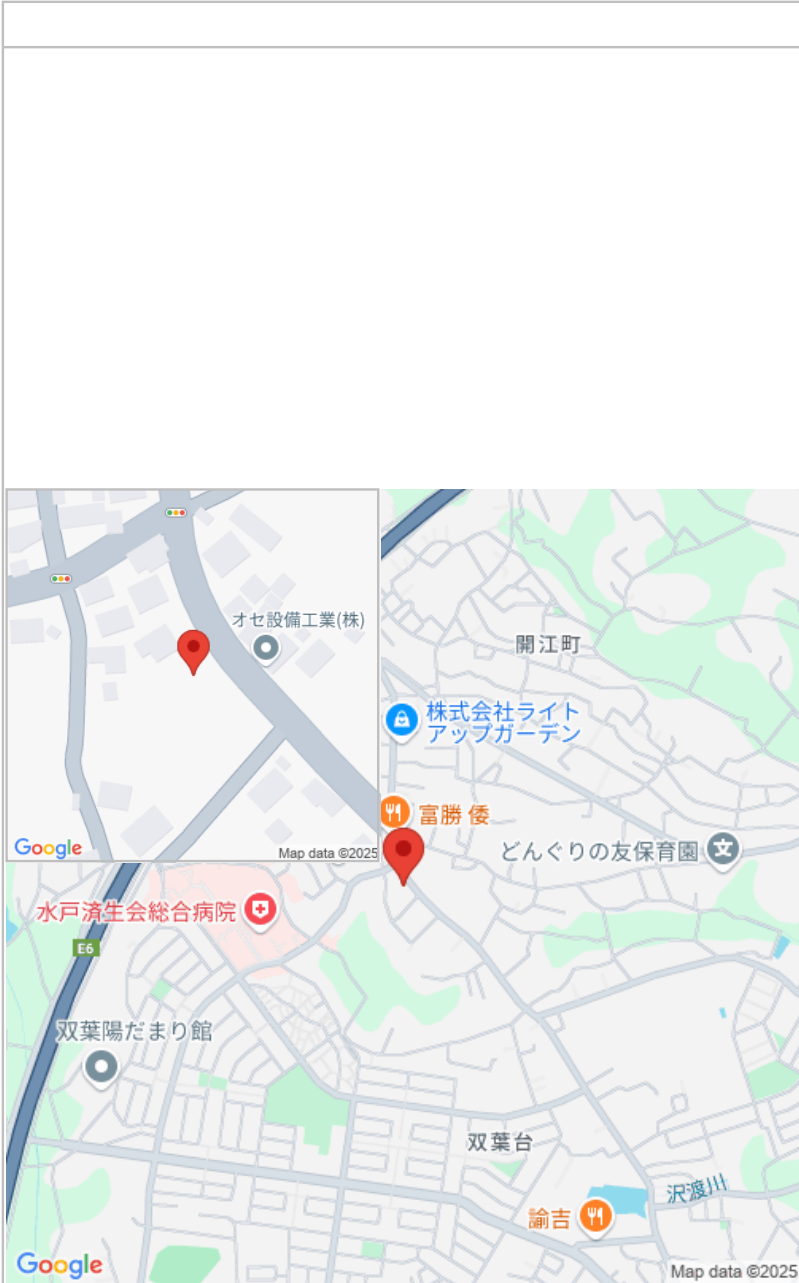 オセ設備工業(株)
Google
Map data ©2025
開江町
株式会社ライト
アップガーデン
富勝 倭
どんぐりの友保育園
水戸済生会総合病院
E6
双葉陽だまり館
双葉台
沢渡川
諭吉
Google
Map data ©2025